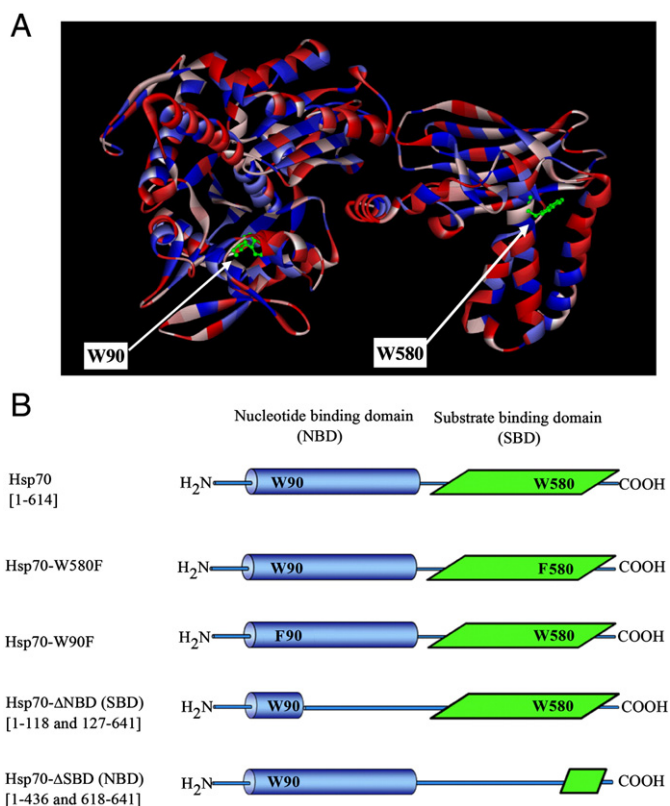 A
W90
W580
B
Nucleotide binding domain
(NBD)
Substrate binding domain
(SBD)
Hsp70
[1-614]
H2N
W90
W580
COOH
Hsp70-W580F
H2N
W90
F580
COOH
Hsp70-W90F
H2N
F90
W580
COOH
Hsp70-ΔNBD (SBD)
[1-118 and 127-641]
H2N
W90
W580
COOH
Hsp70-ΔSBD (NBD)
[1-436 and 618-641]
H2N
W90
COOH